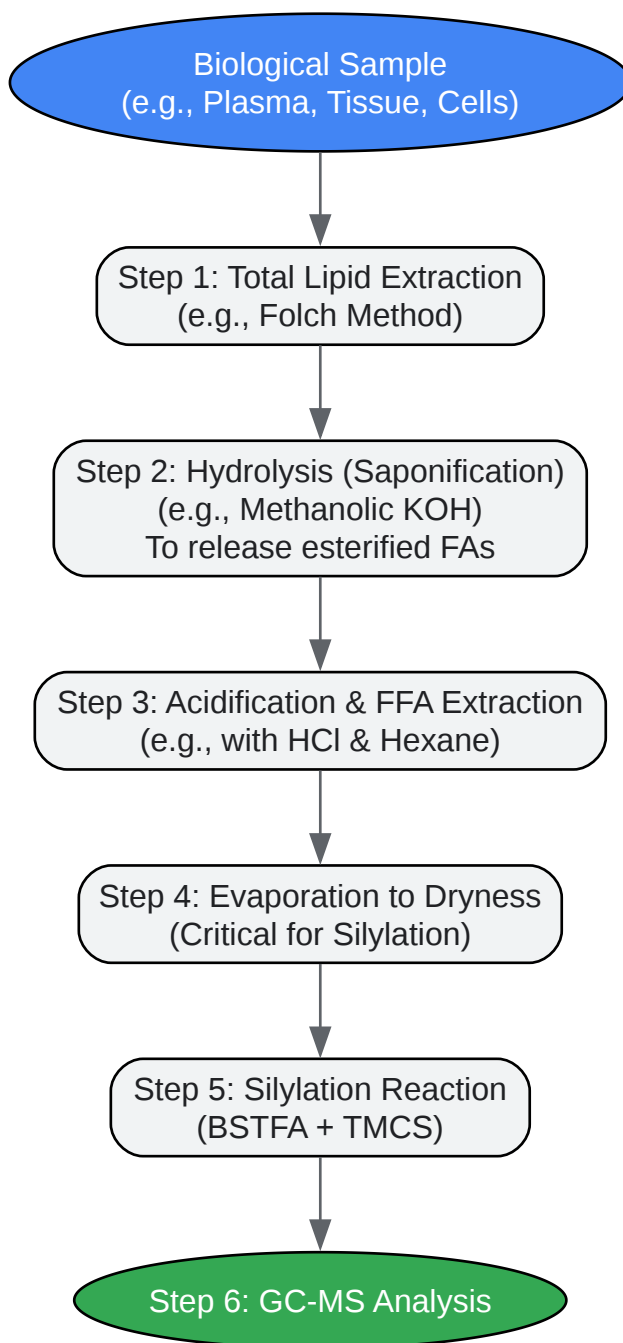 Biological Sample
(e.g., Plasma, Tissue, Cells)
Step 1: Total Lipid Extraction
(e.g., Folch Method)
Step 2: Hydrolysis (Saponification)
(e.g., Methanolic KOH)
To release esterified FAs
Step 3: Acidification & FFA Extraction
(e.g., with HCl & Hexane)
Step 4: Evaporation to Dryness
(Critical for Silylation)
Step 5: Silylation Reaction
(BSTFA + TMCS)
Step 6: GC-MS Analysis